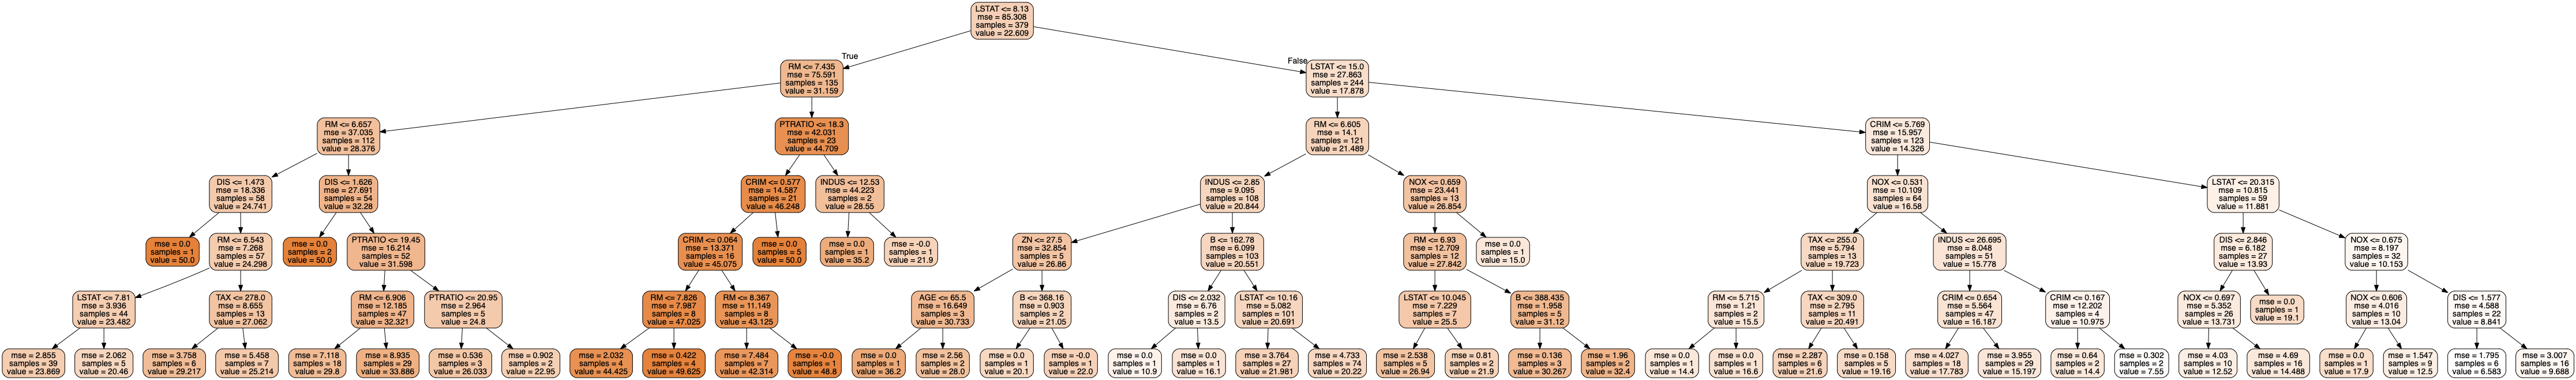 LSTAT <= 8.13
mse = 85.308
samples = 379
value = 22.609
True
False
RM <= 7.435
mse = 75.591
samples = 135
value = 31.159
LSTAT <= 15.0
mse = 27.863
samples = 244
value = 17.878
RM <= 6.657
mse = 37.035
samples = 112
value = 28.376
PTRATIO <= 18.3
mse = 42.031
samples = 23
value = 44.709
RM <= 6.605
mse = 14.1
samples = 121
value = 21.489
CRIM <= 5.769
mse = 15.957
samples = 123
value = 14.326
DIS <= 1.473
mse = 18.336
samples = 58
value = 24.741
DIS <= 1.626
mse = 27.691
samples = 54
value = 32.28
CRIM <= 0.577
mse = 14.587
samples = 21
value = 46.248
INDUS <= 12.53
mse = 44.223
samples = 2
value = 28.55
INDUS <= 2.85
mse = 9.095
samples = 108
value = 20.844
NOX <= 0.659
mse = 23.441
samples = 13
value = 26.854
NOX <= 0.531
mse = 10.109
samples = 64
value = 16.58
LSTAT <= 20.315
mse = 10.815
samples = 59
value = 11.881
mse = 0.0
samples = 1
value = 50.0
RM <= 6.543
mse = 7.268
samples = 57
value = 24.298
mse = 0.0
samples = 2
value = 50.0
PTRATIO <= 19.45
mse = 16.214
samples = 52
value = 31.598
CRIM <= 0.064
mse = 13.371
samples = 16
value = 45.075
mse = 0.0
samples = 5
value = 50.0
mse = 0.0
samples = 1
value = 35.2
mse = -0.0
samples = 1
value = 21.9
ZN <= 27.5
mse = 32.854
samples = 5
value = 26.86
B <= 162.78
mse = 6.099
samples = 103
value = 20.551
RM <= 6.93
mse = 12.709
samples = 12
value = 27.842
mse = 0.0
samples = 1
value = 15.0
TAX <= 255.0
mse = 5.794
samples = 13
value = 19.723
INDUS <= 26.695
mse = 8.048
samples = 51
value = 15.778
DIS <= 2.846
mse = 6.182
samples = 27
value = 13.93
NOX <= 0.675
mse = 8.197
samples = 32
value = 10.153
LSTAT <= 7.81
mse = 3.936
samples = 44
value = 23.482
TAX <= 278.0
mse = 8.655
samples = 13
value = 27.062
RM <= 6.906
mse = 12.185
samples = 47
value = 32.321
PTRATIO <= 20.95
mse = 2.964
samples = 5
value = 24.8
RM <= 7.826
mse = 7.987
samples = 8
value = 47.025
RM <= 8.367
mse = 11.149
samples = 8
value = 43.125
AGE <= 65.5
mse = 16.649
samples = 3
value = 30.733
B <= 368.16
mse = 0.903
samples = 2
value = 21.05
DIS <= 2.032
mse = 6.76
samples = 2
value = 13.5
LSTAT <= 10.16
mse = 5.082
samples = 101
value = 20.691
LSTAT <= 10.045
mse = 7.229
samples = 7
value = 25.5
B <= 388.435
mse = 1.958
samples = 5
value = 31.12
RM <= 5.715
mse = 1.21
samples = 2
value = 15.5
TAX <= 309.0
mse = 2.795
samples = 11
value = 20.491
CRIM <= 0.654
mse = 5.564
samples = 47
value = 16.187
CRIM <= 0.167
mse = 12.202
samples = 4
value = 10.975
NOX <= 0.697
mse = 5.352
samples = 26
value = 13.731
mse = 0.0
samples = 1
value = 19.1
NOX <= 0.606
mse = 4.016
samples = 10
value = 13.04
DIS <= 1.577
mse = 4.588
samples = 22
value = 8.841
mse = 2.855
samples = 39
value = 23.869
mse = 2.062
samples = 5
value = 20.46
mse = 3.758
samples = 6
value = 29.217
mse = 5.458
samples = 7
value = 25.214
mse = 7.118
samples = 18
value = 29.8
mse = 8.935
samples = 29
value = 33.886
mse = 0.536
samples = 3
value = 26.033
mse = 0.902
samples = 2
value = 22.95
mse = 2.032
samples = 4
value = 44.425
mse = 0.422
samples = 4
value = 49.625
mse = 7.484
samples = 7
value = 42.314
mse = -0.0
samples = 1
value = 48.8
mse = 0.0
samples = 1
value = 36.2
mse = 2.56
samples = 2
value = 28.0
mse = 0.0
samples = 1
value = 20.1
mse = -0.0
samples = 1
value = 22.0
mse = 0.0
samples = 1
value = 10.9
mse = 0.0
samples = 1
value = 16.1
mse = 3.764
samples = 27
value = 21.981
mse = 4.733
samples = 74
value = 20.22
mse = 2.538
samples = 5
value = 26.94
mse = 0.81
samples = 2
value = 21.9
mse = 0.136
samples = 3
value = 30.267
mse = 1.96
samples = 2
value = 32.4
mse = 0.0
samples = 1
value = 14.4
mse = 0.0
samples = 1
value = 16.6
mse = 2.287
samples = 6
value = 21.6
mse = 0.158
samples = 5
value = 19.16
mse = 4.027
samples = 18
value = 17.783
mse = 3.955
samples = 29
value = 15.197
mse = 0.64
samples = 2
value = 14.4
mse = 0.302
samples = 2
value = 7.55
mse = 4.03
samples = 10
value = 12.52
mse = 4.69
samples = 16
value = 14.488
mse = 0.0
samples = 1
value = 17.9
mse = 1.547
samples = 9
value = 12.5
mse = 1.795
samples = 6
value = 6.583
mse = 3.007
samples = 16
value = 9.688